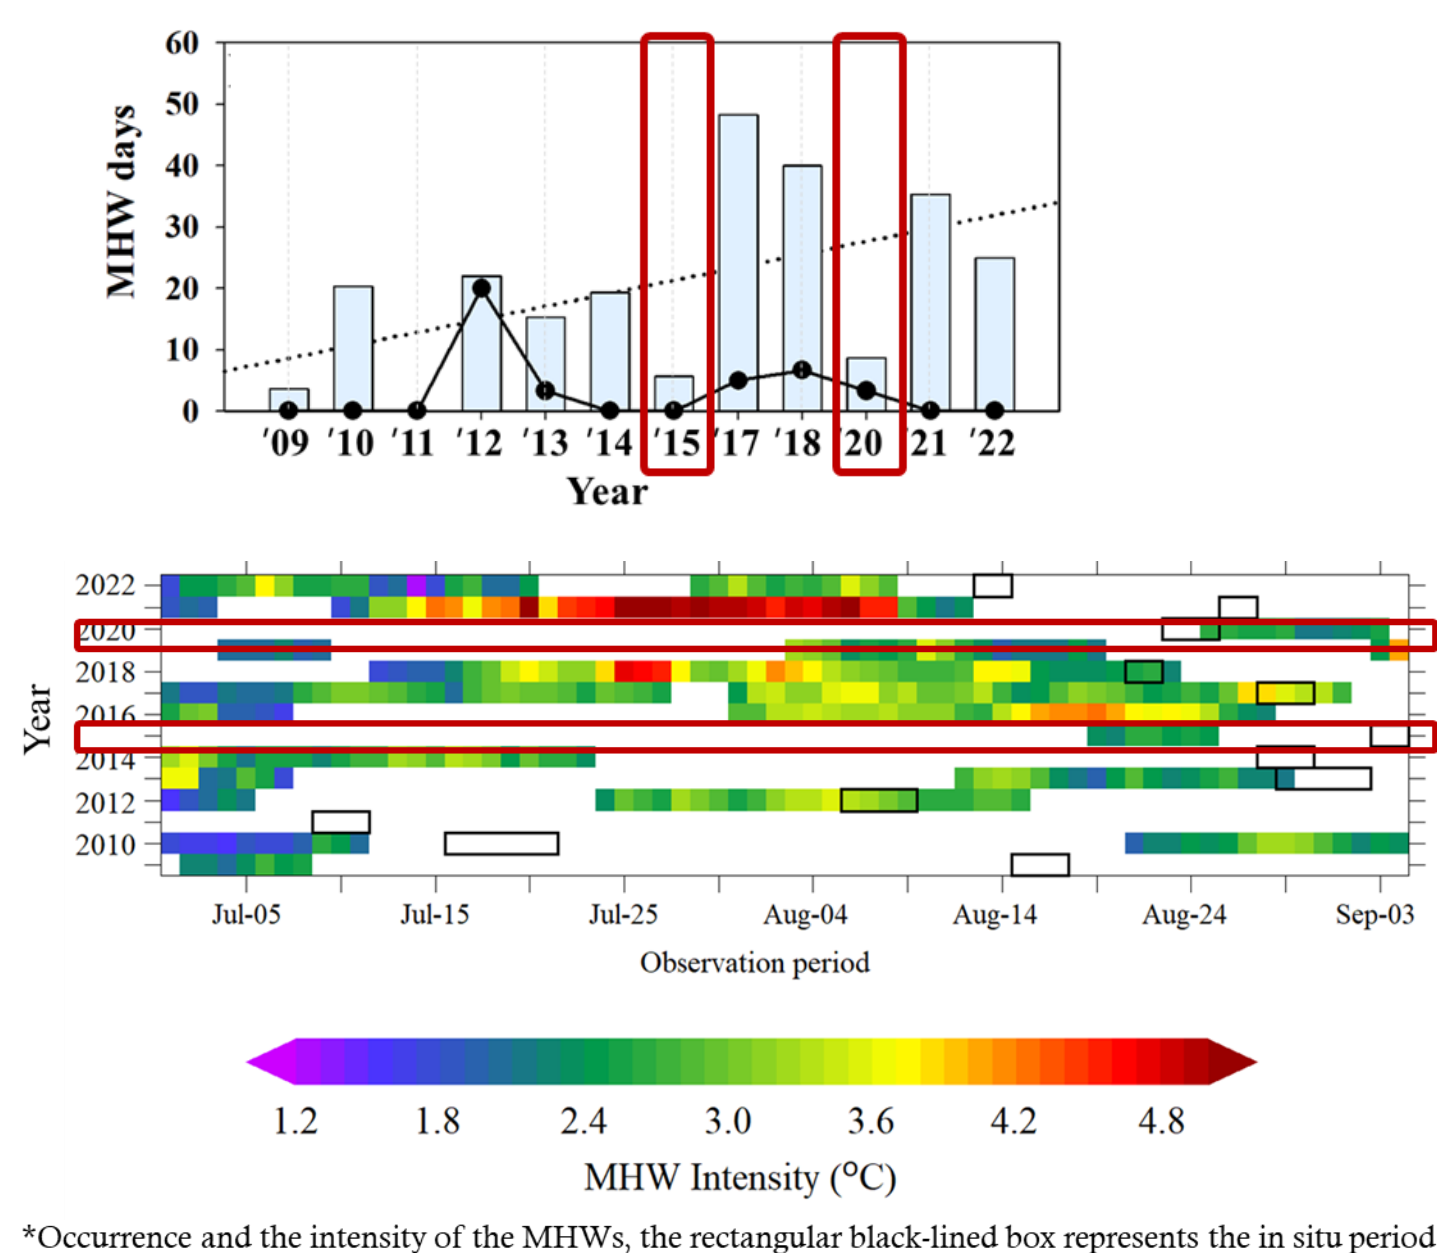 60
50
40
30
20
10
0
MHW days
'09 '10 '11 '12 '13 '14 '15 '17 '18 '20 '21 '22
Year
2022
2020
2018
2016
2014
2012
2010
Year
Jul-05 Jul-15 Jul-25 Aug-04 Aug-14 Aug-24 Sep-03
Observation period
1.2 1.8 2.4 3.0 3.6 4.2 4.8
MHW Intensity (°C)
*Occurrence and the intensity of the MHWs, the rectangular black-lined box represents the in situ period